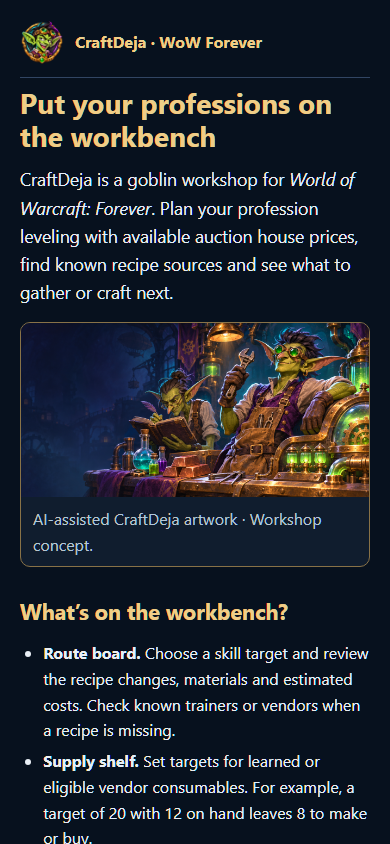 CraftDeja · WoW Forever
Put your professions on
the workbench
CraftDeja is a goblin workshop for World of
Warcraft: Forever. Plan your profession
leveling with available auction house prices,
find known recipe sources and see what to
gather or craft next.
AI-assisted CraftDeja artwork · Workshop
concept.
What’s on the workbench?
• Route board. Choose a skill target and review
the recipe changes, materials and estimated
costs. Check known trainers or vendors when
a recipe is missing.
• Supply shelf. Set targets for learned or
eligible vendor consumables. For example, a
target of 20 with 12 on hand leaves 8 to make
or buy.